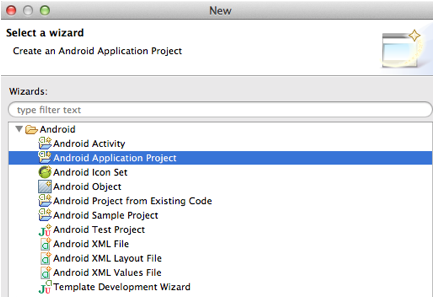 New
Select a wizard
Create an Android Application Project
Wizards:
type filter text
Android
Android Activity
Android Application Project
Android Icon Set
Android Object
Android Project from Existing Code
Android Sample Project
Android Test Project
Android XML File
Android XML Layout File
Android XML Values File
Template Development Wizard